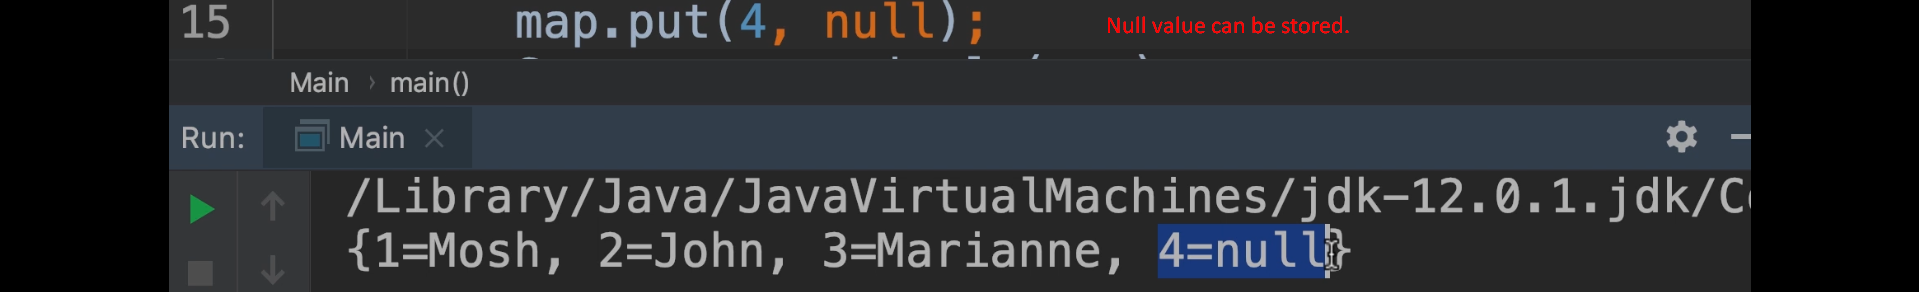 15 map.put(4, null); Null value can be stored.
Main › main()
Run: Main ×
/Library/Java/JavaVirtualMachines/jdk-12.0.1.jdk/C
{1=Mosh, 2=John, 3=Marianne, 4=null}